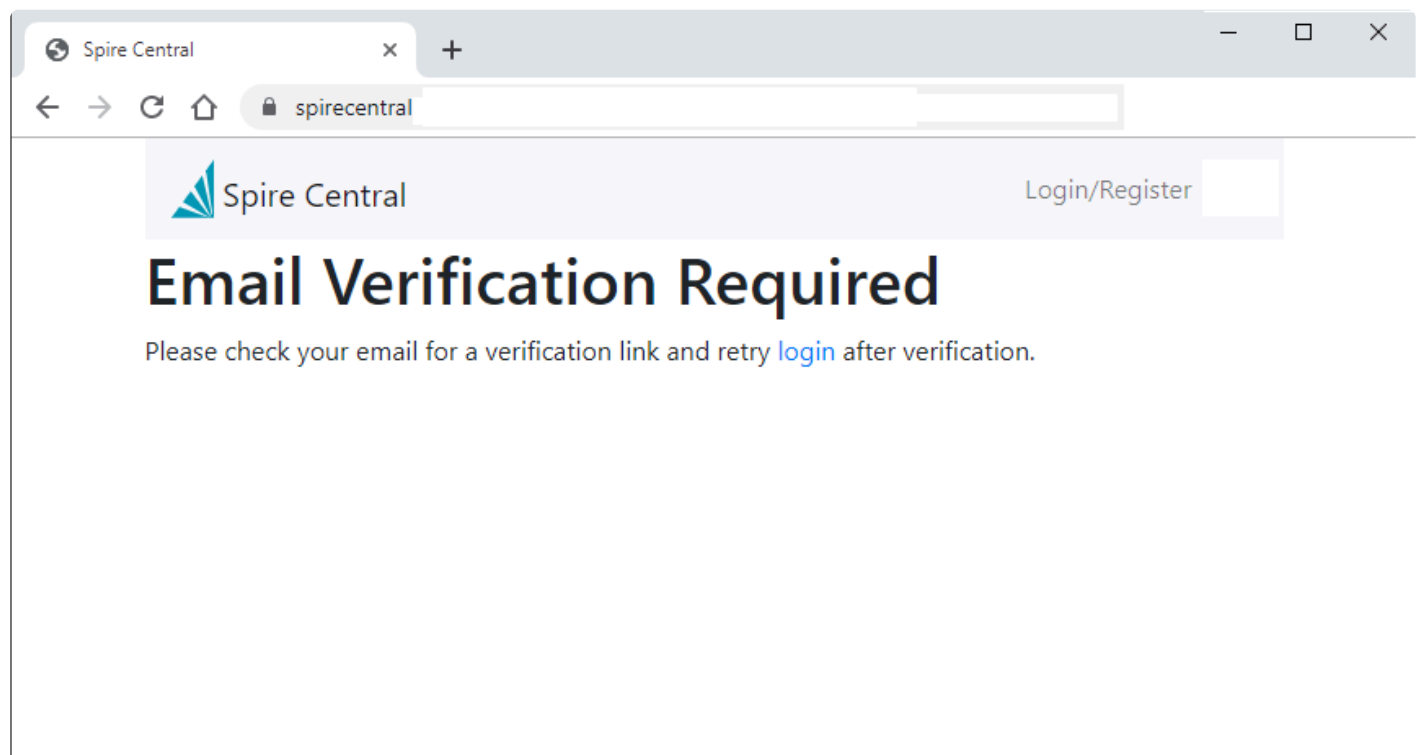 Spire Central
spirecentral
Spire Central
Login/Register
Email Verification Required
Please check your email for a verification link and retry login after verification.